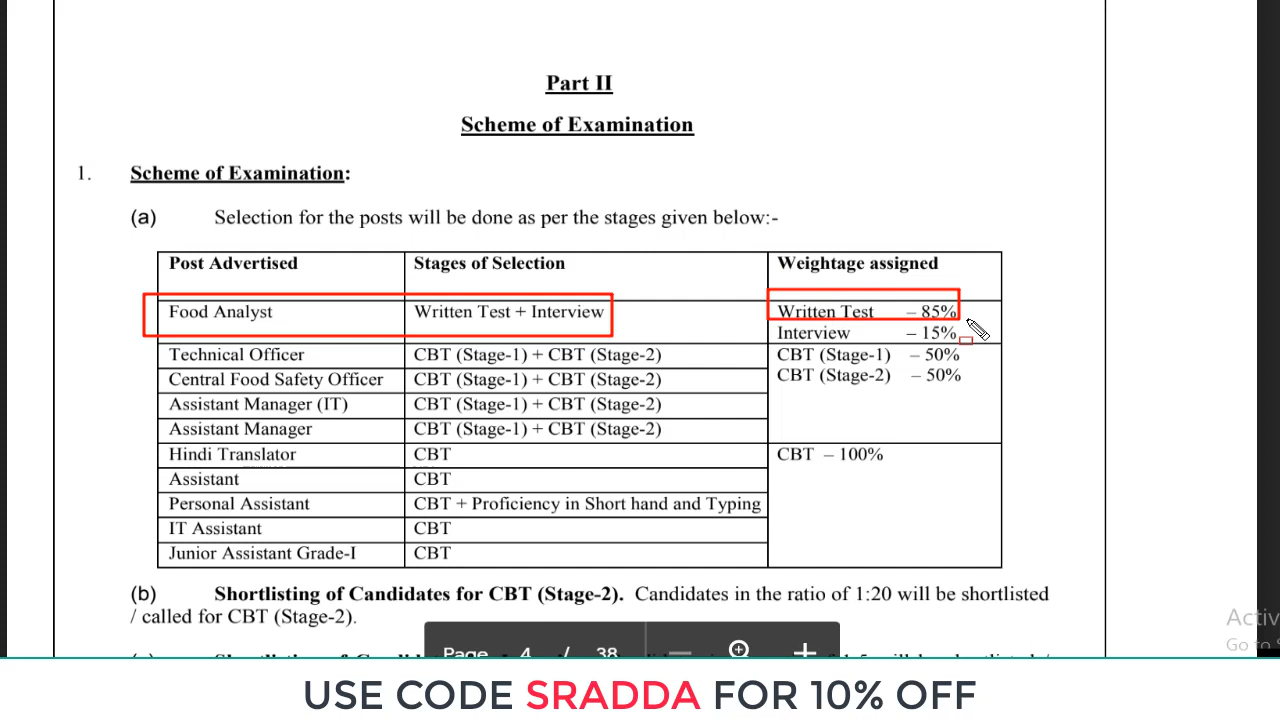 Part II
Scheme of Examination
1. Scheme of Examination:
(a) Selection for the posts will be done as per the stages given below:-
Post Advertised Stages of Selection Weightage assigned
Food Analyst Written Test + Interview Written Test – 85%
Interview – 15%
Technical Officer CBT (Stage-1) + CBT (Stage-2) CBT (Stage-1) – 50%
Central Food Safety Officer CBT (Stage-1) + CBT (Stage-2) CBT (Stage-2) – 50%
Assistant Manager (IT) CBT (Stage-1) + CBT (Stage-2)
Assistant Manager CBT (Stage-1) + CBT (Stage-2)
Hindi Translator CBT CBT – 100%
Assistant CBT
Personal Assistant CBT + Proficiency in Short hand and Typing
IT Assistant CBT
Junior Assistant Grade-I CBT
(b) Shortlisting of Candidates for CBT (Stage-2). Candidates in the ratio of 1:20 will be shortlisted
/ called for CBT (Stage-2).
Activ
Go to
Page 4 / 38
USE CODE SRADDA FOR 10% OFF